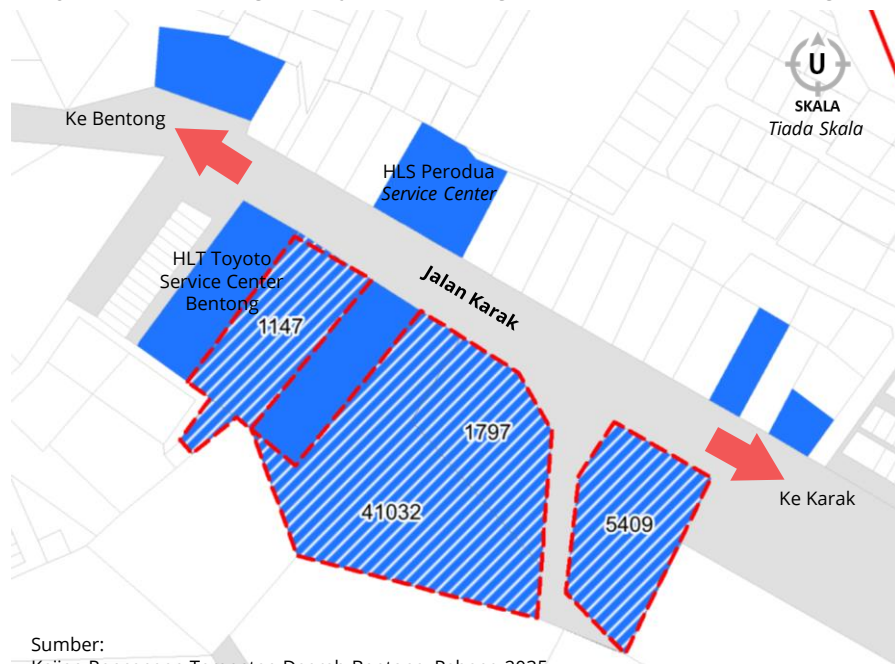 U
SKALA
Tiada Skala
Ke Bentong
HLS Perodua
Service Center
HLT Toyoto
Service Center
Bentong
Jalan Karak
1147
1797
41032
5409
Ke Karak
Sumber: